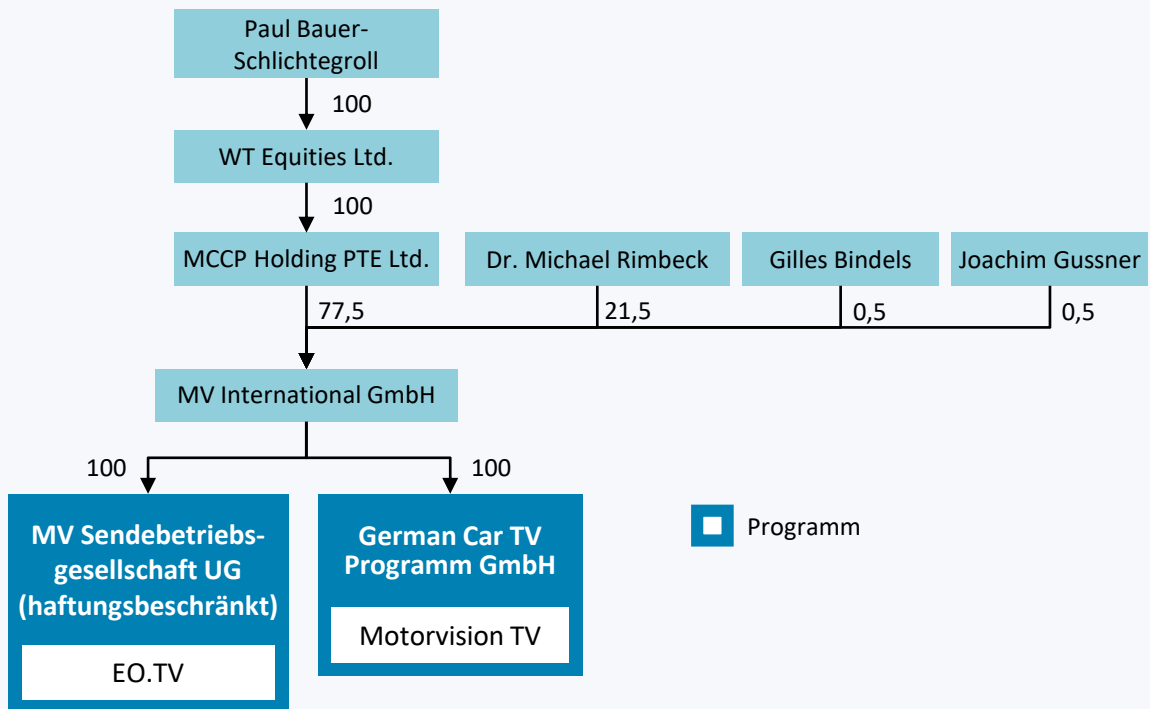 Paul Bauer-
Schlichtegroll
100
WT Equities Ltd.
100
MCCP Holding PTE Ltd.
Dr. Michael Rimbeck
Gilles Bindels
Joachim Gussner
77,5
21,5
0,5
0,5
MV International GmbH
100
100
MV Sendebetriebs-
gesellschaft UG
(haftungsbeschränkt)
EO.TV
German Car TV
Programm GmbH
Motorvision TV
Programm